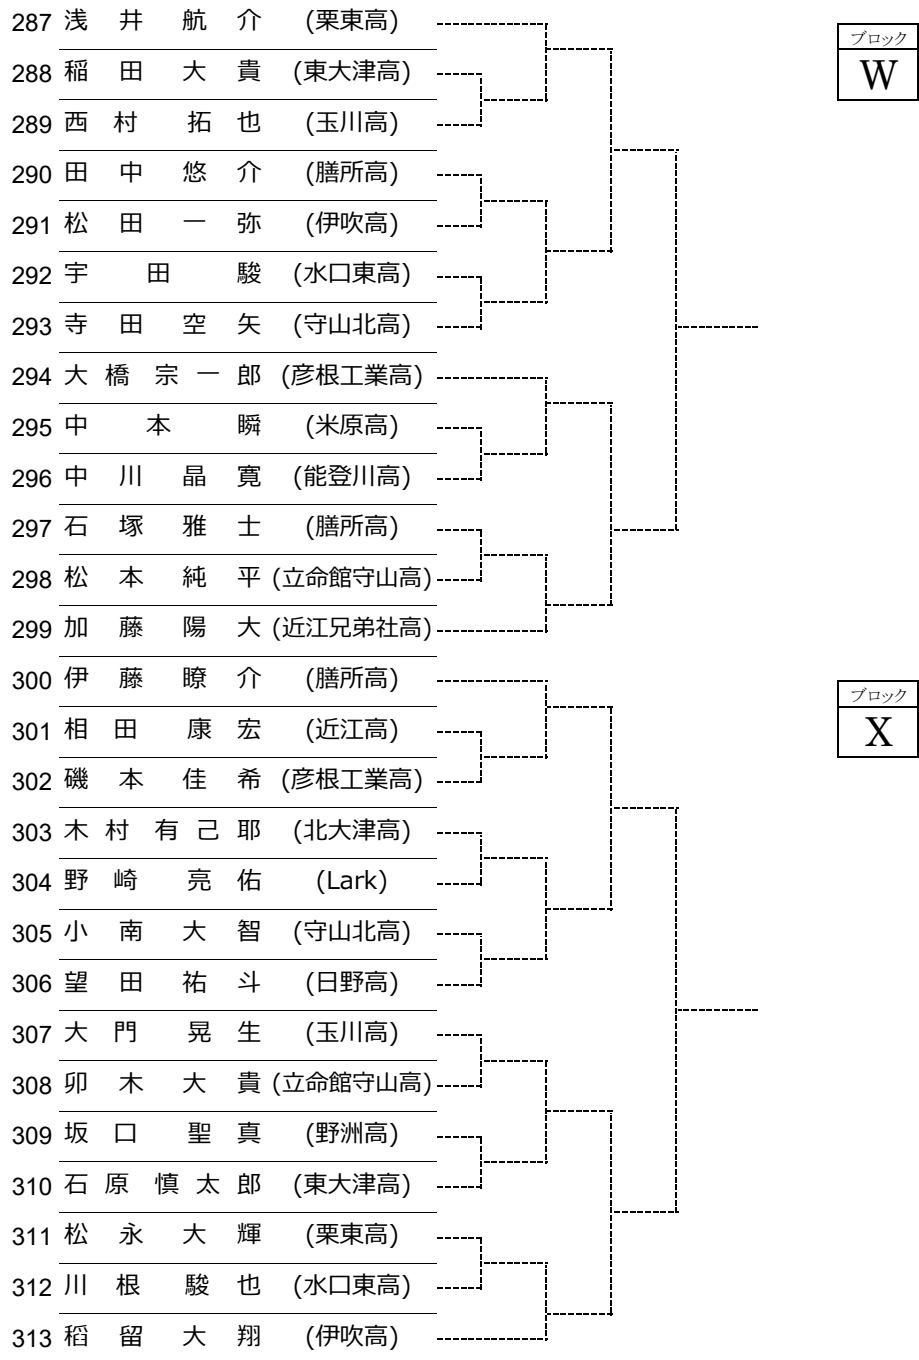 287 浅井航介 (栗東高)
ブロック
W
288 稲田大貴 (東大津高)
289 西村拓也 (玉川高)
290 田中悠介 (膳所高)
291 松田一弥 (伊吹高)
292 宇田駿 (水口東高)
293 寺田空矢 (守山北高)
294 大橋宗一郎 (彦根工業高)
295 中本瞬 (米原高)
296 中川晶寛 (能登川高)
297 石塚雅士 (膳所高)
298 松本純平 (立命館守山高)
299 加藤陽大 (近江兄弟社高)
300 伊藤瞭介 (膳所高)
ブロック
X
301 相田康宏 (近江高)
302 磯本佳希 (彦根工業高)
303 木村有己耶 (北大津高)
304 野崎亮佑 (Lark)
305 小南大智 (守山北高)
306 望田祐斗 (日野高)
307 大門晃生 (玉川高)
308 卯木大貴 (立命館守山高)
309 坂口聖真 (野洲高)
310 石原慎太郎 (東大津高)
311 松永大輝 (栗東高)
312 川根駿也 (水口東高)
313 稻留大翔 (伊吹高)